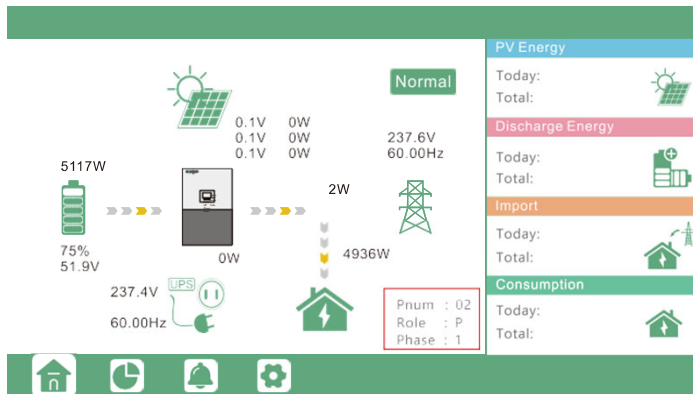 Normal
0.1V 0W
0.1V 0W
0.1V 0W
237.6V
60.00Hz
5117W
2W
75%
51.9V
0W
4936W
237.4V
UPS
60.00Hz
Pnum : 02
Role : P
Phase : 1
PV Energy
Today:
Total:
Discharge Energy
Today:
Total:
Import
Today:
Total:
Consumption
Today:
Total: